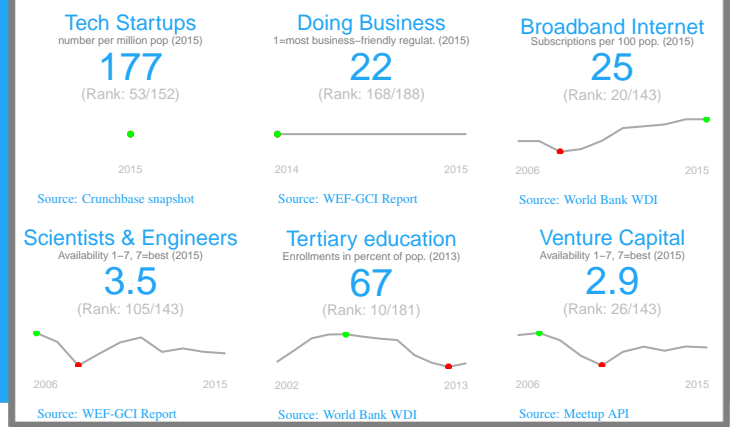 Tech Startups
number per million pop (2015)
177
(Rank: 53/152)
2015
Source: Crunchbase snapshot
Doing Business
1=most business−friendly regulat. (2015)
22
(Rank: 168/188)
2014 2015
Source: WEF-GCI Report
Broadband Internet
Subscriptions per 100 pop. (2015)
25
(Rank: 20/143)
2006 2015
Source: World Bank WDI
Scientists & Engineers
Availability 1−7, 7=best (2015)
3.5
(Rank: 105/143)
2006 2015
Source: WEF-GCI Report
Tertiary education
Enrollments in percent of pop. (2013)
67
(Rank: 10/181)
2002 2013
Source: World Bank WDI
Venture Capital
Availability 1−7, 7=best (2015)
2.9
(Rank: 26/143)
2006 2015
Source: Meetup API